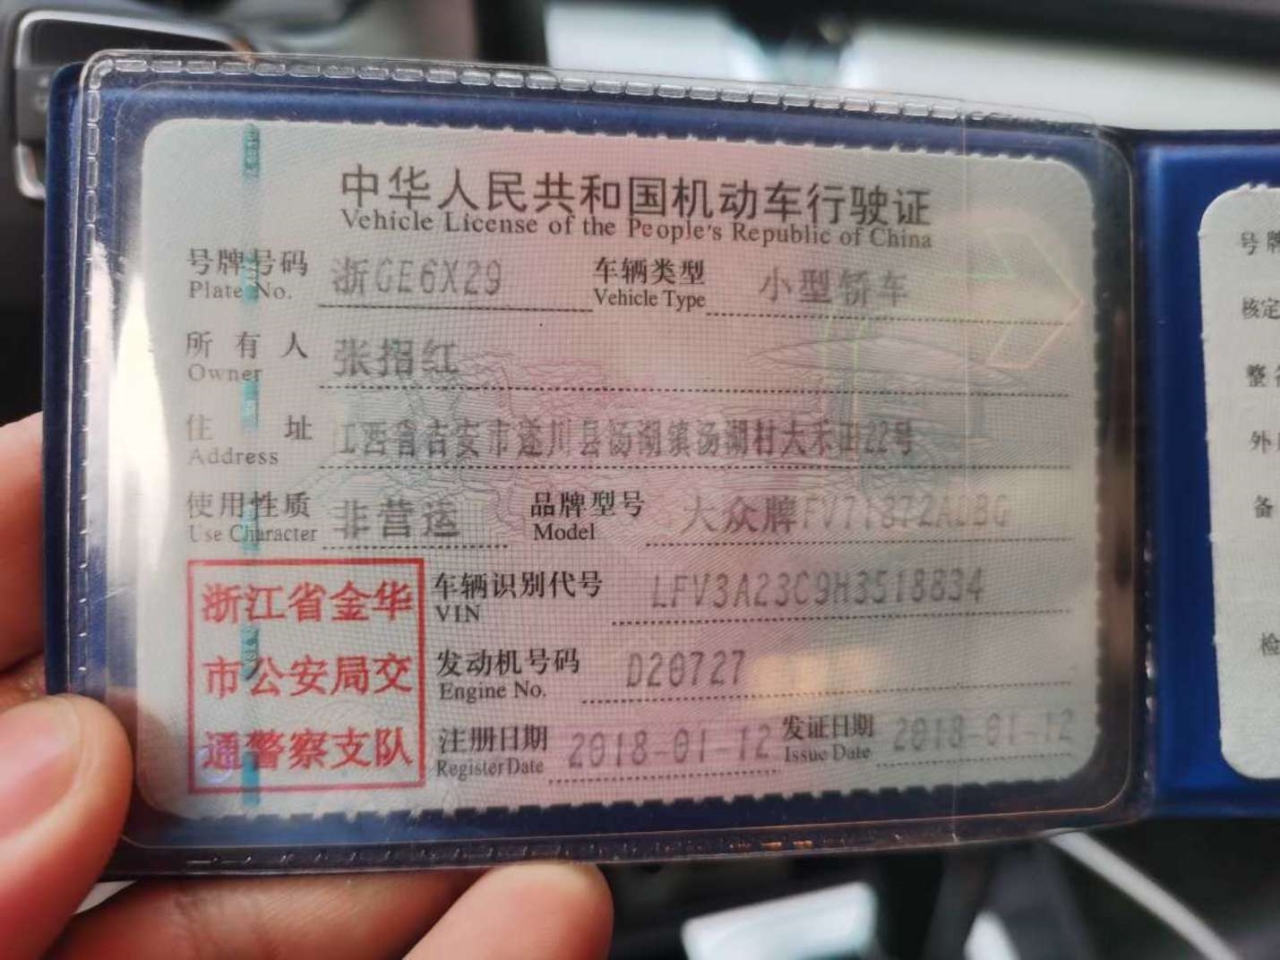 中华人民共和国机动车行驶证
Vehicle License of the People's Republic of China
号牌号码 浙GE6X29 车辆类型 小型轿车
Plate No. Vehicle Type
所有人 张招红
Owner
住址 江西省吉安市遂川县汤湖镇汤湖村大禾田22号
Address
使用性质 非营运 品牌型号 大众牌FV71872ADBG
Use Character Model
浙江省金华
市公安局交
通警察支队
车辆识别代号 LFV3A23C9H3518834
VIN
发动机号码 D20727
Engine No.
注册日期 2018-01-12 发证日期 2018-01-12
Register Date Issue Date
号牌
核定
整
外
备
检